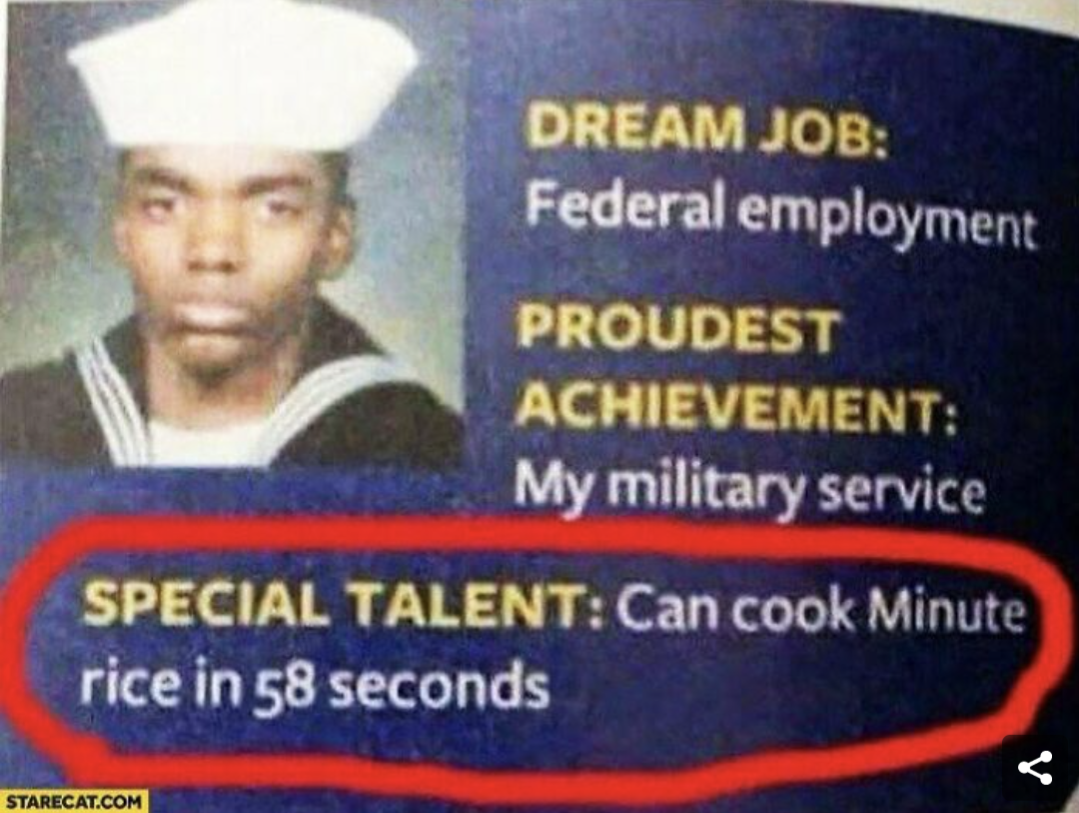 DREAM JOB:
Federal employment
PROUDEST
ACHIEVEMENT:
My military service
SPECIAL TALENT: Can cook Minute
rice in 58 seconds
STARECAT.COM